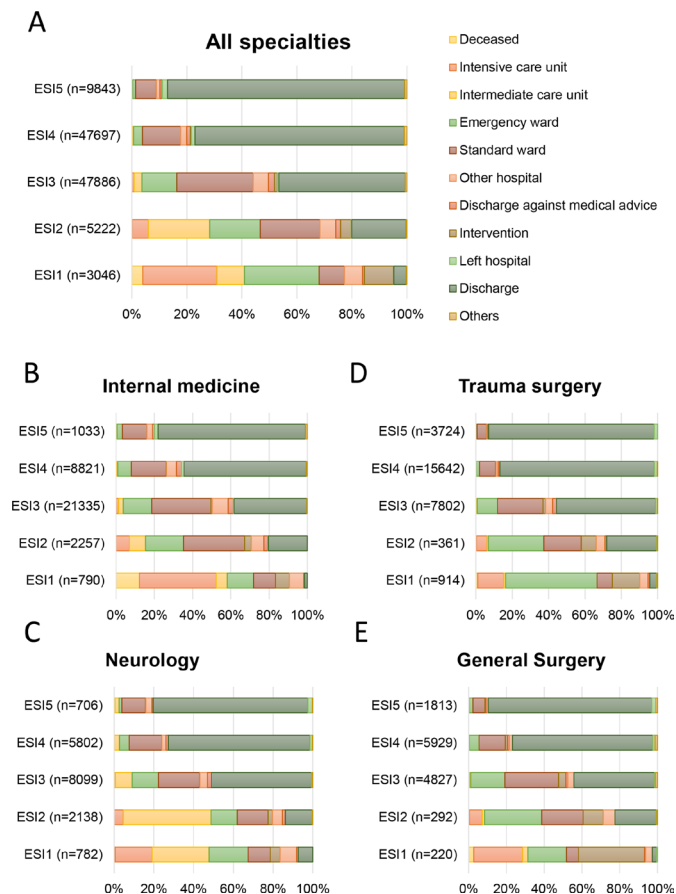 A
All specialties
ESI5 (n=9843)
ESI4 (n=47697)
ESI3 (n=47886)
ESI2 (n=5222)
ESI1 (n=3046)
0% 20% 40% 60% 80% 100%
Deceased
Intensive care unit
Intermediate care unit
Emergency ward
Standard ward
Other hospital
Discharge against medical advice
Intervention
Left hospital
Discharge
Others
B
Internal medicine
ESI5 (n=1033)
ESI4 (n=8821)
ESI3 (n=21335)
ESI2 (n=2257)
ESI1 (n=790)
0% 20% 40% 60% 80% 100%
D
Trauma surgery
ESI5 (n=3724)
ESI4 (n=15642)
ESI3 (n=7802)
ESI2 (n=361)
ESI1 (n=914)
0% 20% 40% 60% 80% 100%
C
Neurology
ESI5 (n=706)
ESI4 (n=5802)
ESI3 (n=8099)
ESI2 (n=2138)
ESI1 (n=782)
0% 20% 40% 60% 80% 100%
E
General Surgery
ESI5 (n=1813)
ESI4 (n=5929)
ESI3 (n=4827)
ESI2 (n=292)
ESI1 (n=220)
0% 20% 40% 60% 80% 100%